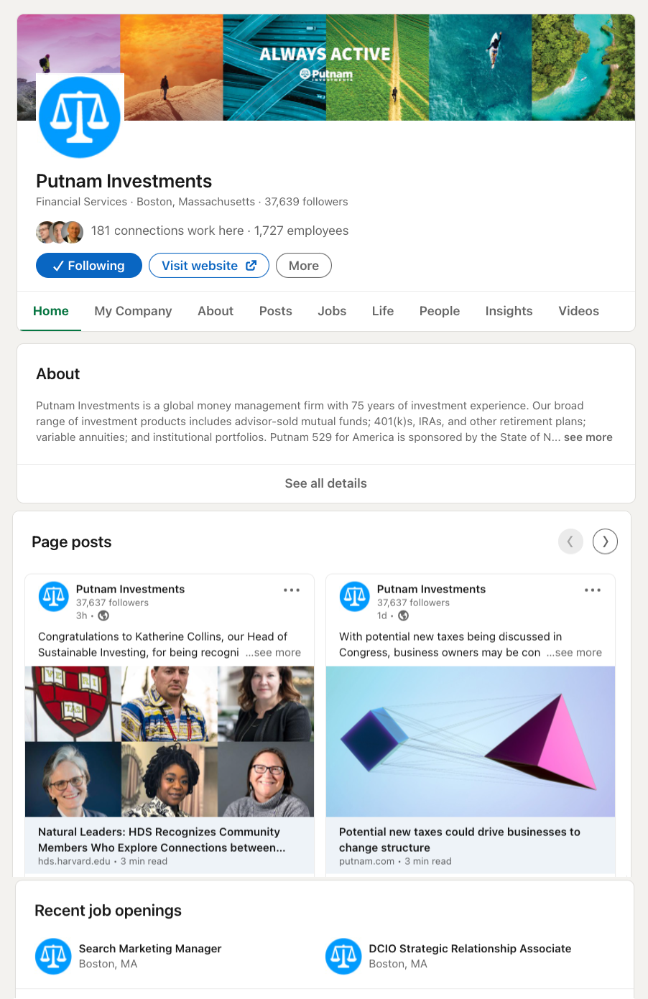 ALWAYS ACTIVE
Putnam
INVESTMENTS
Putnam Investments
Financial Services · Boston, Massachusetts · 37,639 followers
181 connections work here · 1,727 employees
Following
Visit website
More
Home
My Company
About
Posts
Jobs
Life
People
Insights
Videos
About
Putnam Investments is a global money management firm with 75 years of investment experience. Our broad
range of investment products includes advisor-sold mutual funds; 401(k)s, IRAs, and other retirement plans;
variable annuities; and institutional portfolios. Putnam 529 for America is sponsored by the State of N... see more
See all details
Page posts
Putnam Investments
37,637 followers
3h •
Congratulations to Katherine Collins, our Head of
Sustainable Investing, for being recogni ...see more
VE RI
TAS
Natural Leaders: HDS Recognizes Community
Members Who Explore Connections between...
hds.harvard.edu • 3 min read
Putnam Investments
37,637 followers
1d •
With potential new taxes being discussed in
Congress, business owners may be con ...see more
Potential new taxes could drive businesses to
change structure
putnam.com • 3 min read
Recent job openings
Search Marketing Manager
Boston, MA
DCIO Strategic Relationship Associate
Boston, MA